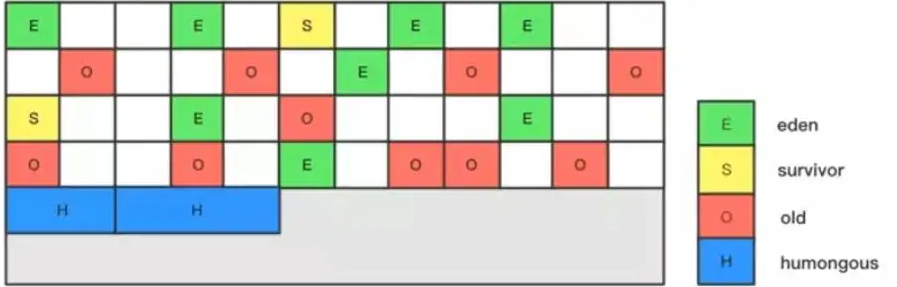 E E S E E
O O E O O
S E O E
E eden
O O E O O O
S survivor
H H
O old
H humongous